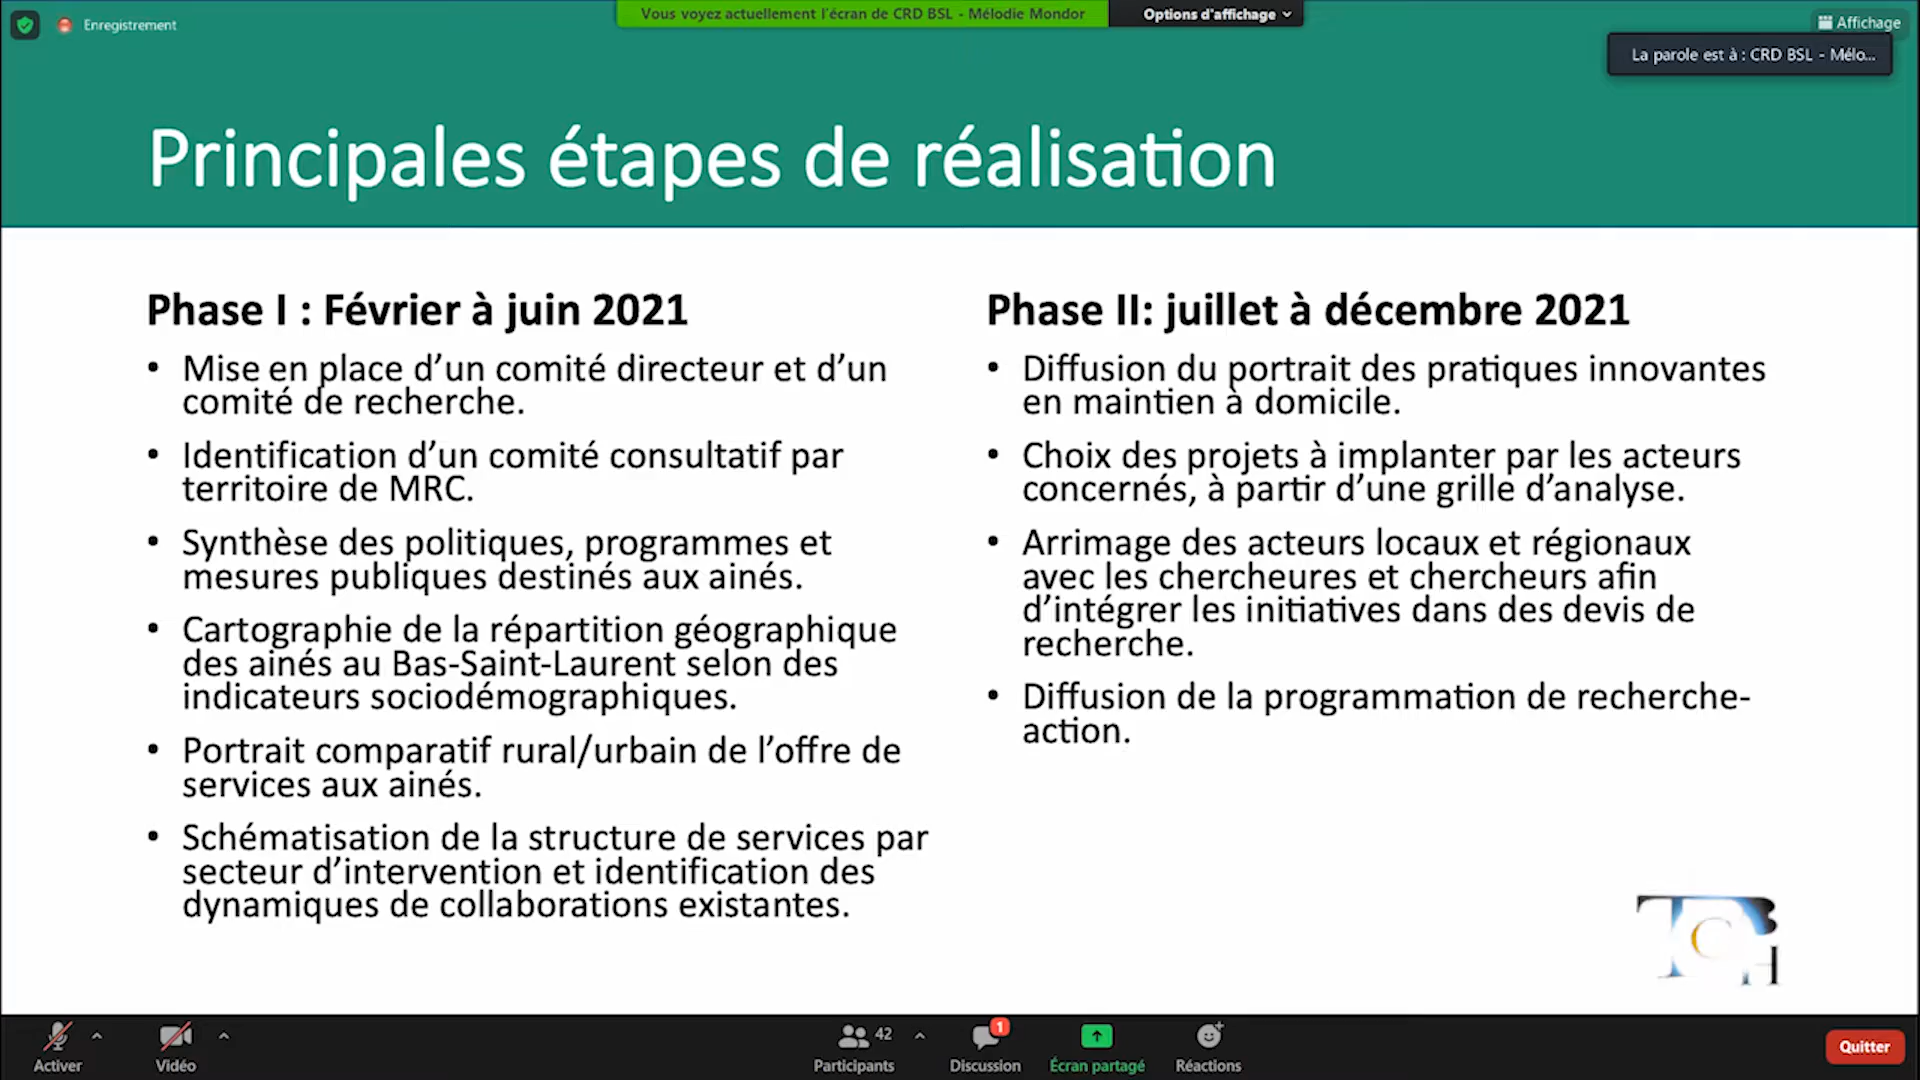 Enregistrement
Vous voyez actuellement l'écran de CRD BSL - Mélodie Mondor
Options d'affichage
Affichage
La parole est à : CRD BSL - Mélo...
Principales étapes de réalisation
Phase I : Février à juin 2021
• Mise en place d’un comité directeur et d’un
comité de recherche.
• Identification d’un comité consultatif par
territoire de MRC.
• Synthèse des politiques, programmes et
mesures publiques destinés aux ainés.
• Cartographie de la répartition géographique
des ainés au Bas-Saint-Laurent selon des
indicateurs sociodémographiques.
• Portrait comparatif rural/urbain de l’offre de
services aux ainés.
• Schématisation de la structure de services par
secteur d’intervention et identification des
dynamiques de collaborations existantes.
Phase II: juillet à décembre 2021
• Diffusion du portrait des pratiques innovantes
en maintien à domicile.
• Choix des projets à implanter par les acteurs
concernés, à partir d’une grille d’analyse.
• Arrimage des acteurs locaux et régionaux
avec les chercheures et chercheurs afin
d’intégrer les initiatives dans des devis de
recherche.
• Diffusion de la programmation de recherche-
action.
Activer
Vidéo
42
Participants
1
Discussion
Écran partagé
Réactions
Quitter